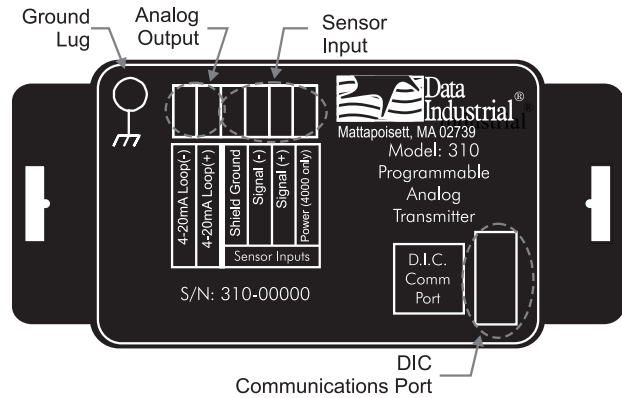 Ground
Lug
Analog
Output
Sensor
Input
4-20mA Loop(-)
4-20mA Loop(+)
Shield Ground
Signal (-)
Signal (+)
Power (4000 only)
Sensor Inputs
S/N: 310-00000
Data
Industrial®
Industrial®
Mattapoisett, MA 02739
Model: 310
Programmable
Analog
Transmitter
D.I.C.
Comm
Port
DIC
Communications Port